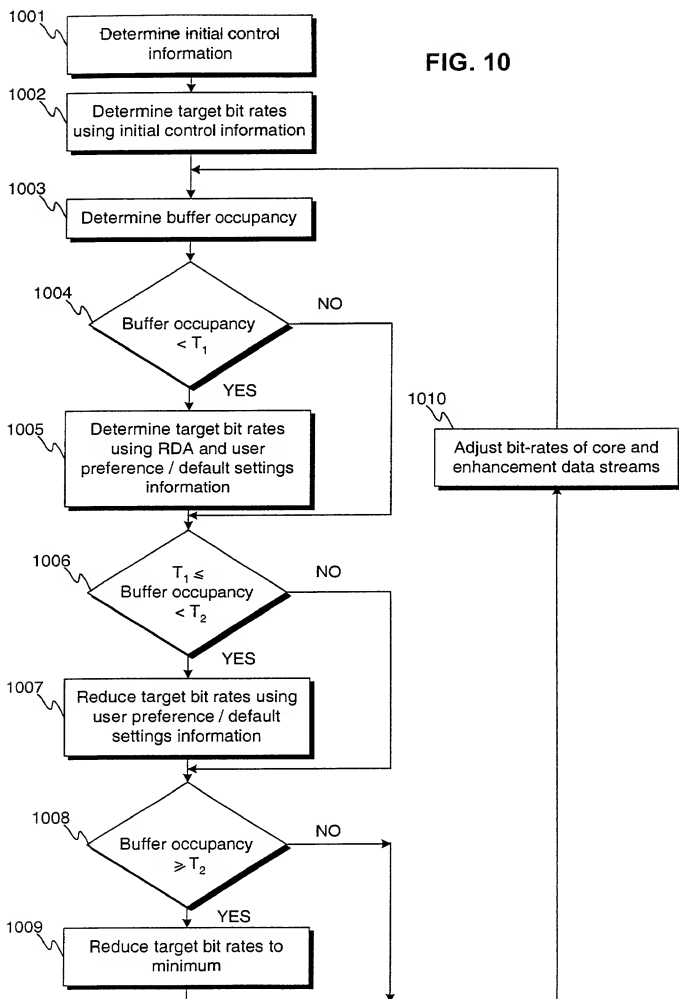 FIG. 10
1001
Determine initial control
information
1002
Determine target bit rates
using initial control information
1003
Determine buffer occupancy
1004
Buffer occupancy
< T1
NO
YES
1005
Determine target bit rates
using RDA and user
preference / default settings
information
1010
Adjust bit-rates of core and
enhancement data streams
1006
T1 ≤
Buffer occupancy
< T2
NO
YES
1007
Reduce target bit rates using
user preference / default
settings information
1008
Buffer occupancy
≥ T2
NO
YES
1009
Reduce target bit rates to
minimum